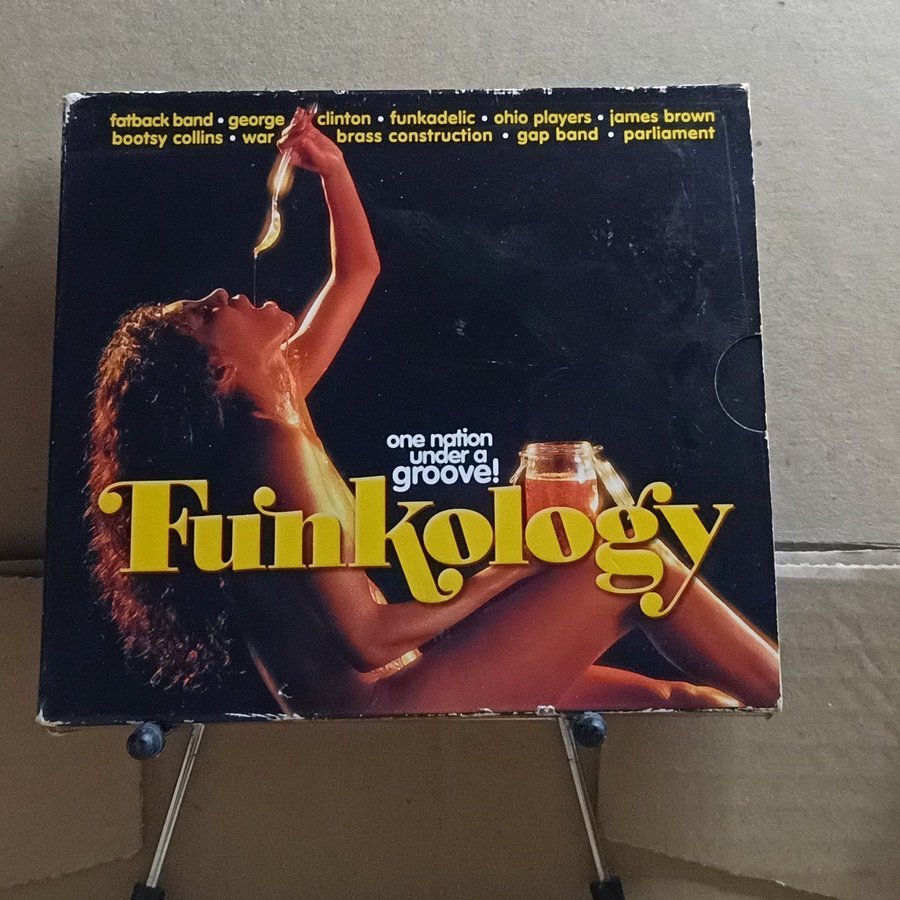 fatback band • george clinton • funkadelic • ohio players • james brown
bootsy collins • war brass construction • gap band • parliament
one nation
under a
groove!
Funkology